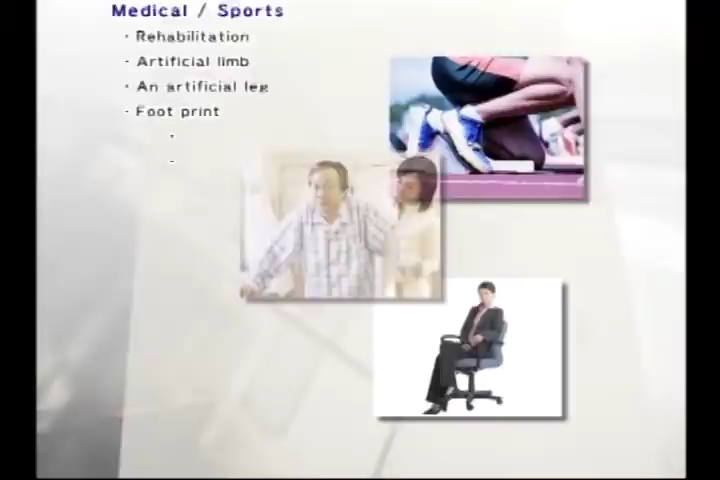 Medical / Sports
· Rehabilitation
· Artificial limb
· An artificial leg
· Foot print